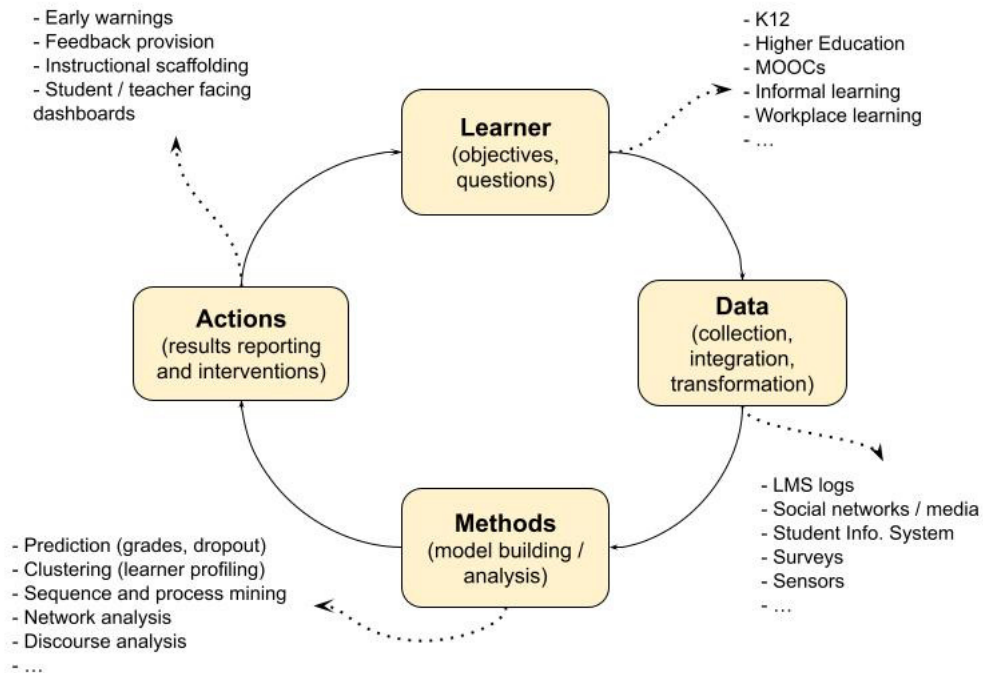 - Early warnings
- Feedback provision
- Instructional scaffolding
- Student / teacher facing
dashboards
- K12
- Higher Education
- MOOCs
- Informal learning
- Workplace learning
- ...
Learner
(objectives,
questions)
Actions
(results reporting
and interventions)
Data
(collection,
integration,
transformation)
Methods
(model building /
analysis)
- LMS logs
- Social networks / media
- Student Info. System
- Surveys
- Sensors
- ...
- Prediction (grades, dropout)
- Clustering (learner profiling)
- Sequence and process mining
- Network analysis
- Discourse analysis
- ...